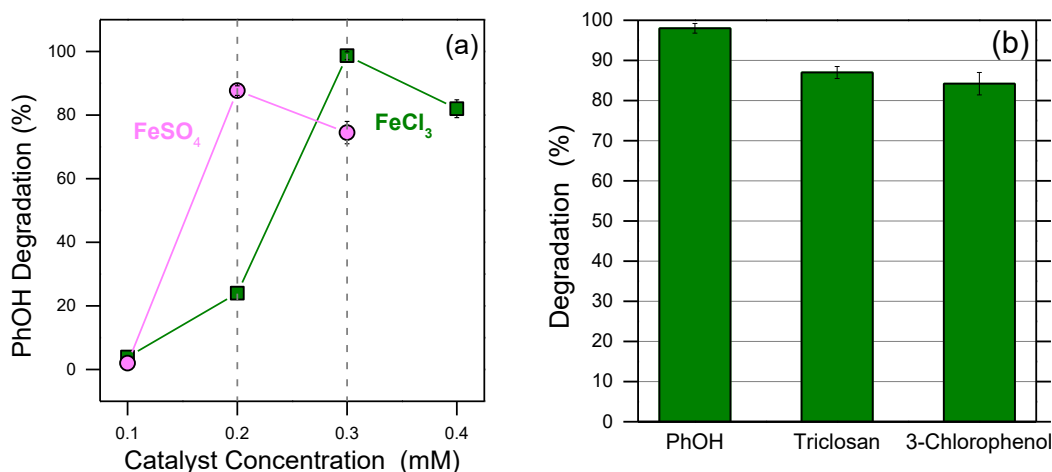 (a)
PhOH Degradation (%)
100
80
60
40
20
0
FeSO₄
FeCl₃
0.1 0.2 0.3 0.4
Catalyst Concentration (mM)
(b)
Degradation (%)
100
90
80
70
60
50
40
30
20
10
0
PhOH Triclosan 3-Chlorophenol